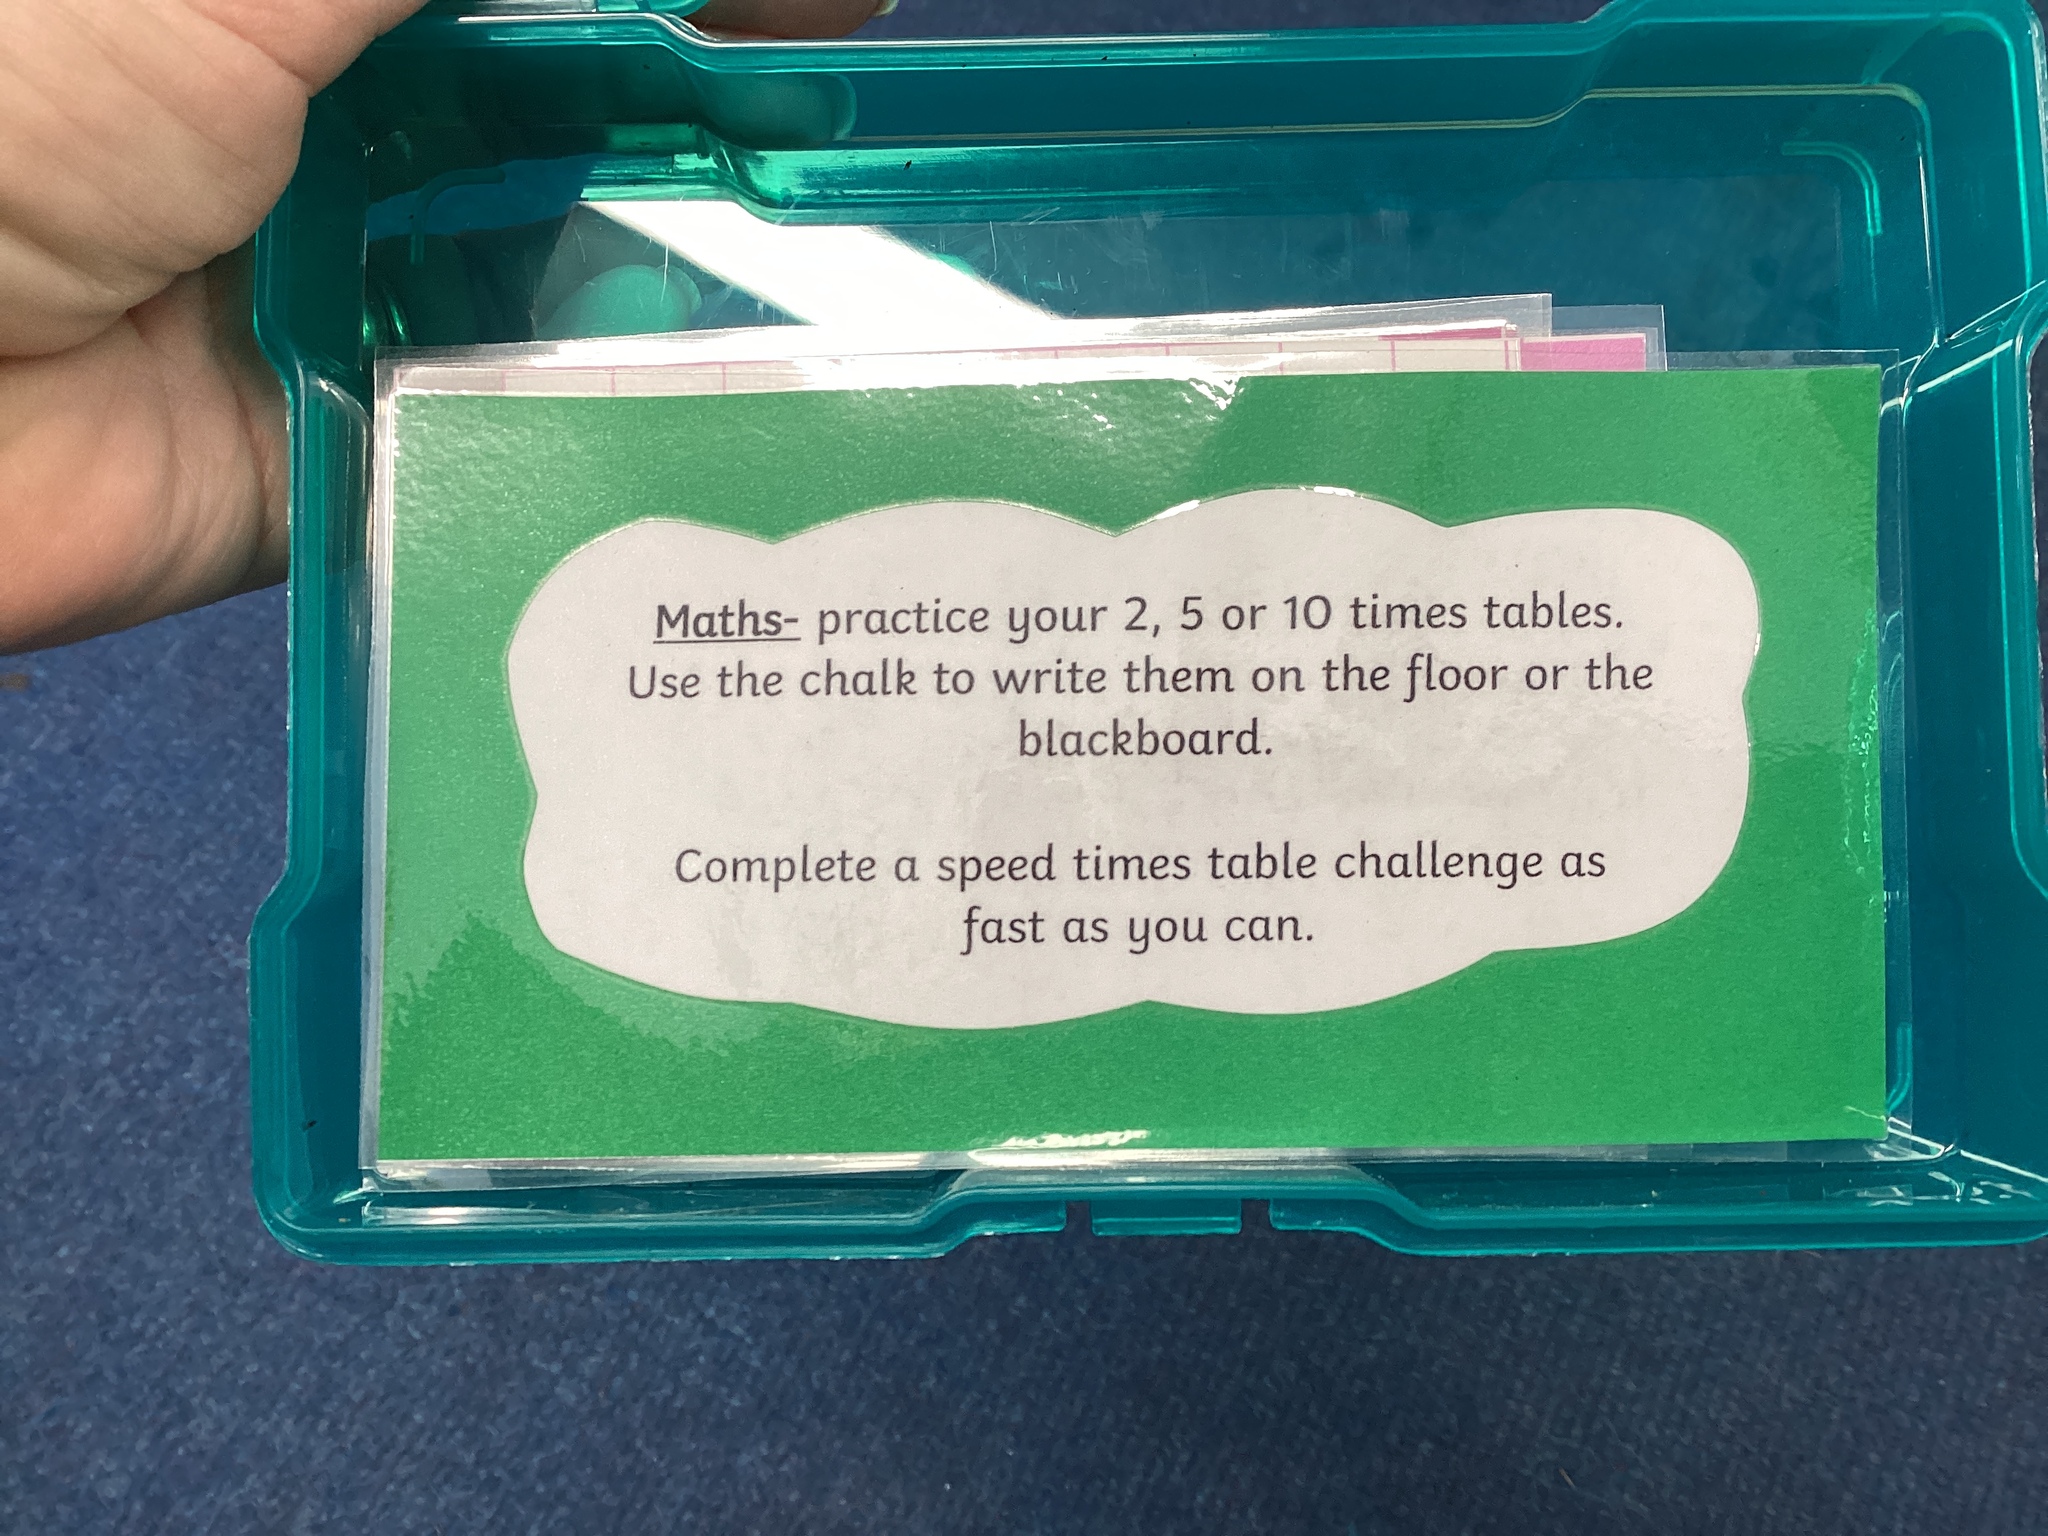 Maths- practice your 2, 5 or 10 times tables.
Use the chalk to write them on the floor or the
blackboard.
Complete a speed times table challenge as
fast as you can.